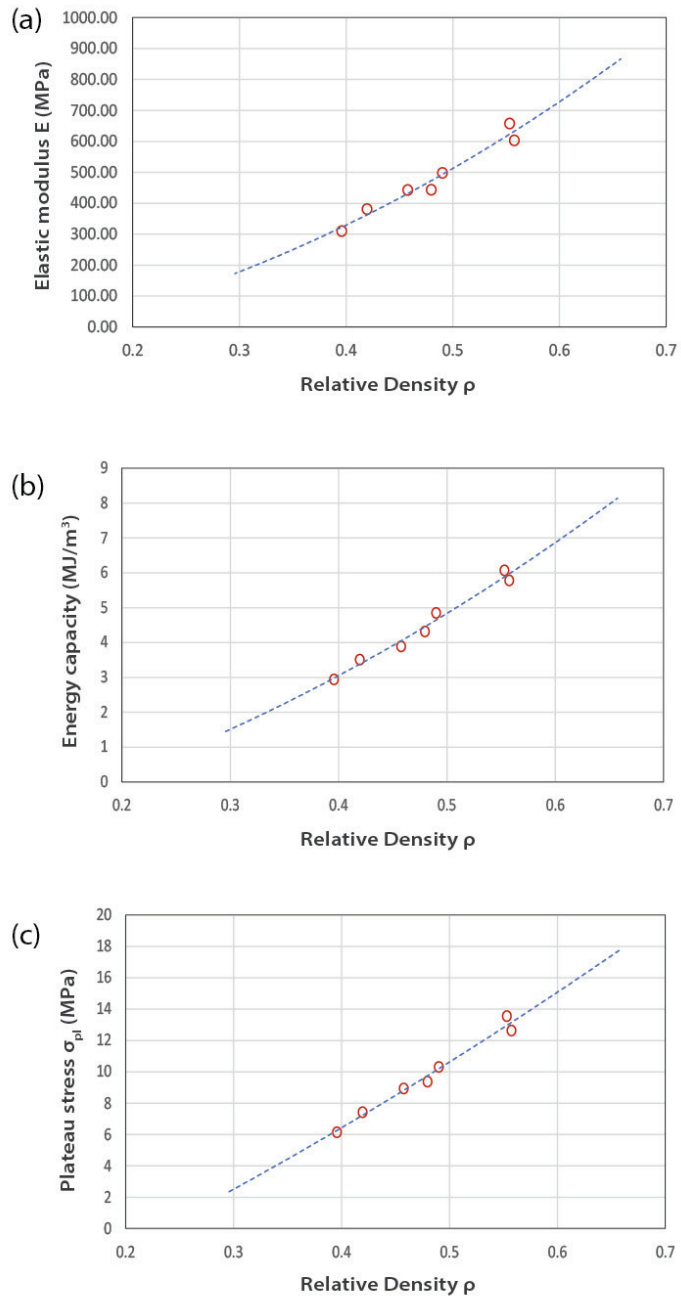 (a)
Elastic modulus E (MPa)
1000.00
900.00
800.00
700.00
600.00
500.00
400.00
300.00
200.00
100.00
0.00
0.2 0.3 0.4 0.5 0.6 0.7
Relative Density ρ
(b)
Energy capacity (MJ/m³)
9
8
7
6
5
4
3
2
1
0
0.2 0.3 0.4 0.5 0.6 0.7
Relative Density ρ
(c)
Plateau stress σpl (MPa)
20
18
16
14
12
10
8
6
4
2
0
0.2 0.3 0.4 0.5 0.6 0.7
Relative Density ρ